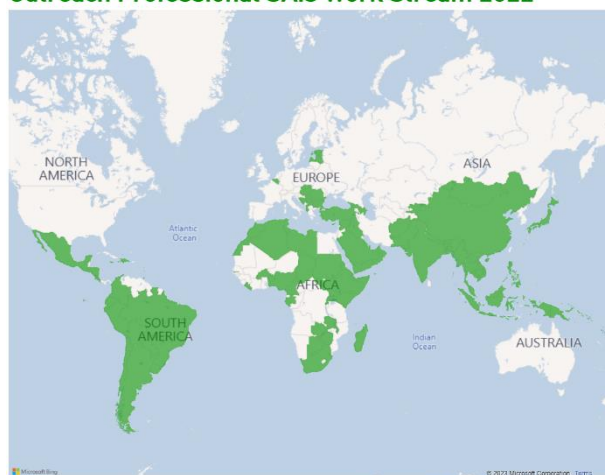 Outreach Professional SAIS Work Stream 2022
NORTH
AMERICA
EUROPE
ASIA
Atlantic
Ocean
AFRICA
SOUTH
AMERICA
Indian
Ocean
AUSTRALIA
Microsoft Bing
© 2023 Microsoft Corporation Terms